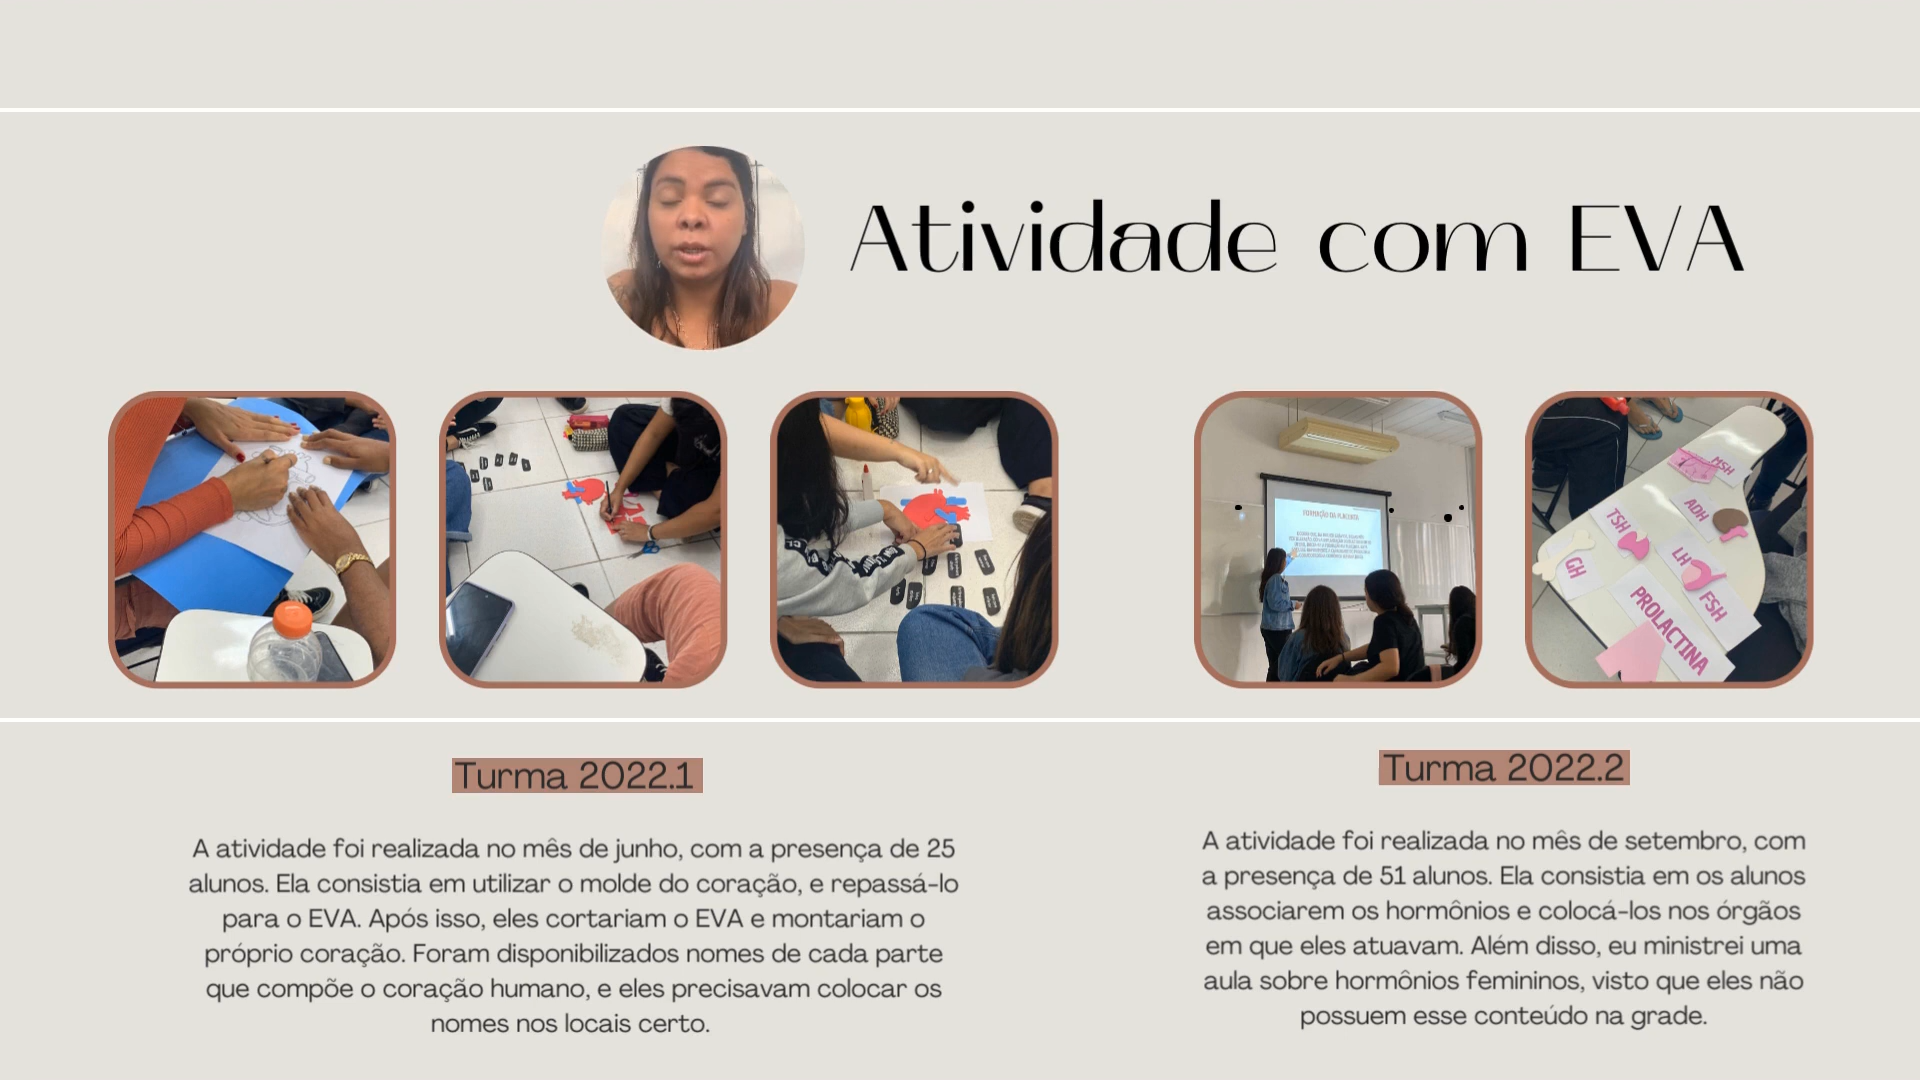 Atividade com EVA
FORMAÇÃO DA PLACENTA
MSH
ADH
TSH
LH
GH
FSH
PROLACTINA
Turma 2022.1
A atividade foi realizada no mês de junho, com a presença de 25
alunos. Ela consistia em utilizar o molde do coração, e repassá-lo
para o EVA. Após isso, eles cortariam o EVA e montariam o
próprio coração. Foram disponibilizados nomes de cada parte
que compõe o coração humano, e eles precisavam colocar os
nomes nos locais certo.
Turma 2022.2
A atividade foi realizada no mês de setembro, com
a presença de 51 alunos. Ela consistia em os alunos
associarem os hormônios e colocá-los nos órgãos
em que eles atuavam. Além disso, eu ministrei uma
aula sobre hormônios femininos, visto que eles não
possuem esse conteúdo na grade.